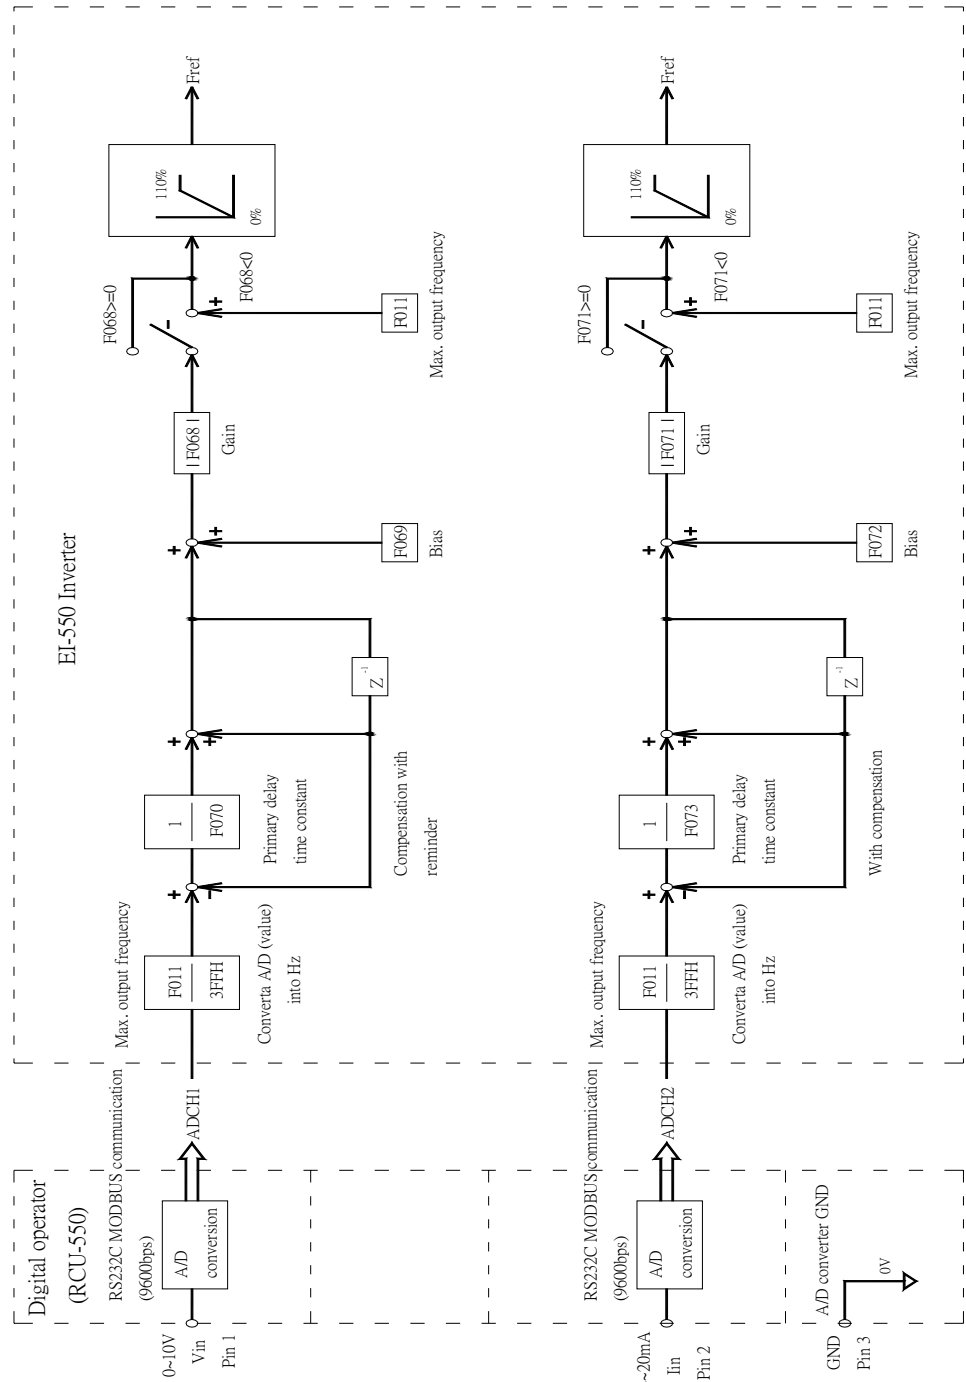 EI-550 Inverter
Digital operator
(RCU-550)
RS232C MODBUS communication
(9600bps)
0~10V
Vin
Pin 1
A/D
conversion
ADCH1
Max. output frequency
F011
3FFH
Converta A/D (value)
into Hz
+
-
1
F070
Primary delay
time constant
+
+
Z
-1
Compensation with
reminder
+
+
F069
Bias
|F068|
Gain
F068>=0
-
+
F068<0
F011
Max. output frequency
110%
0%
Fref
RS232C MODBUS communication
(9600bps)
~20mA
Iin
Pin 2
A/D
conversion
ADCH2
Max. output frequency
F011
3FFH
Converta A/D (value)
into Hz
+
-
1
F073
Primary delay
time constant
+
+
Z
-1
With compensation
+
+
F072
Bias
|F071|
Gain
F071>=0
-
+
F071<0
F011
Max. output frequency
110%
0%
Fref
A/D converter GND
GND
Pin 3
0V